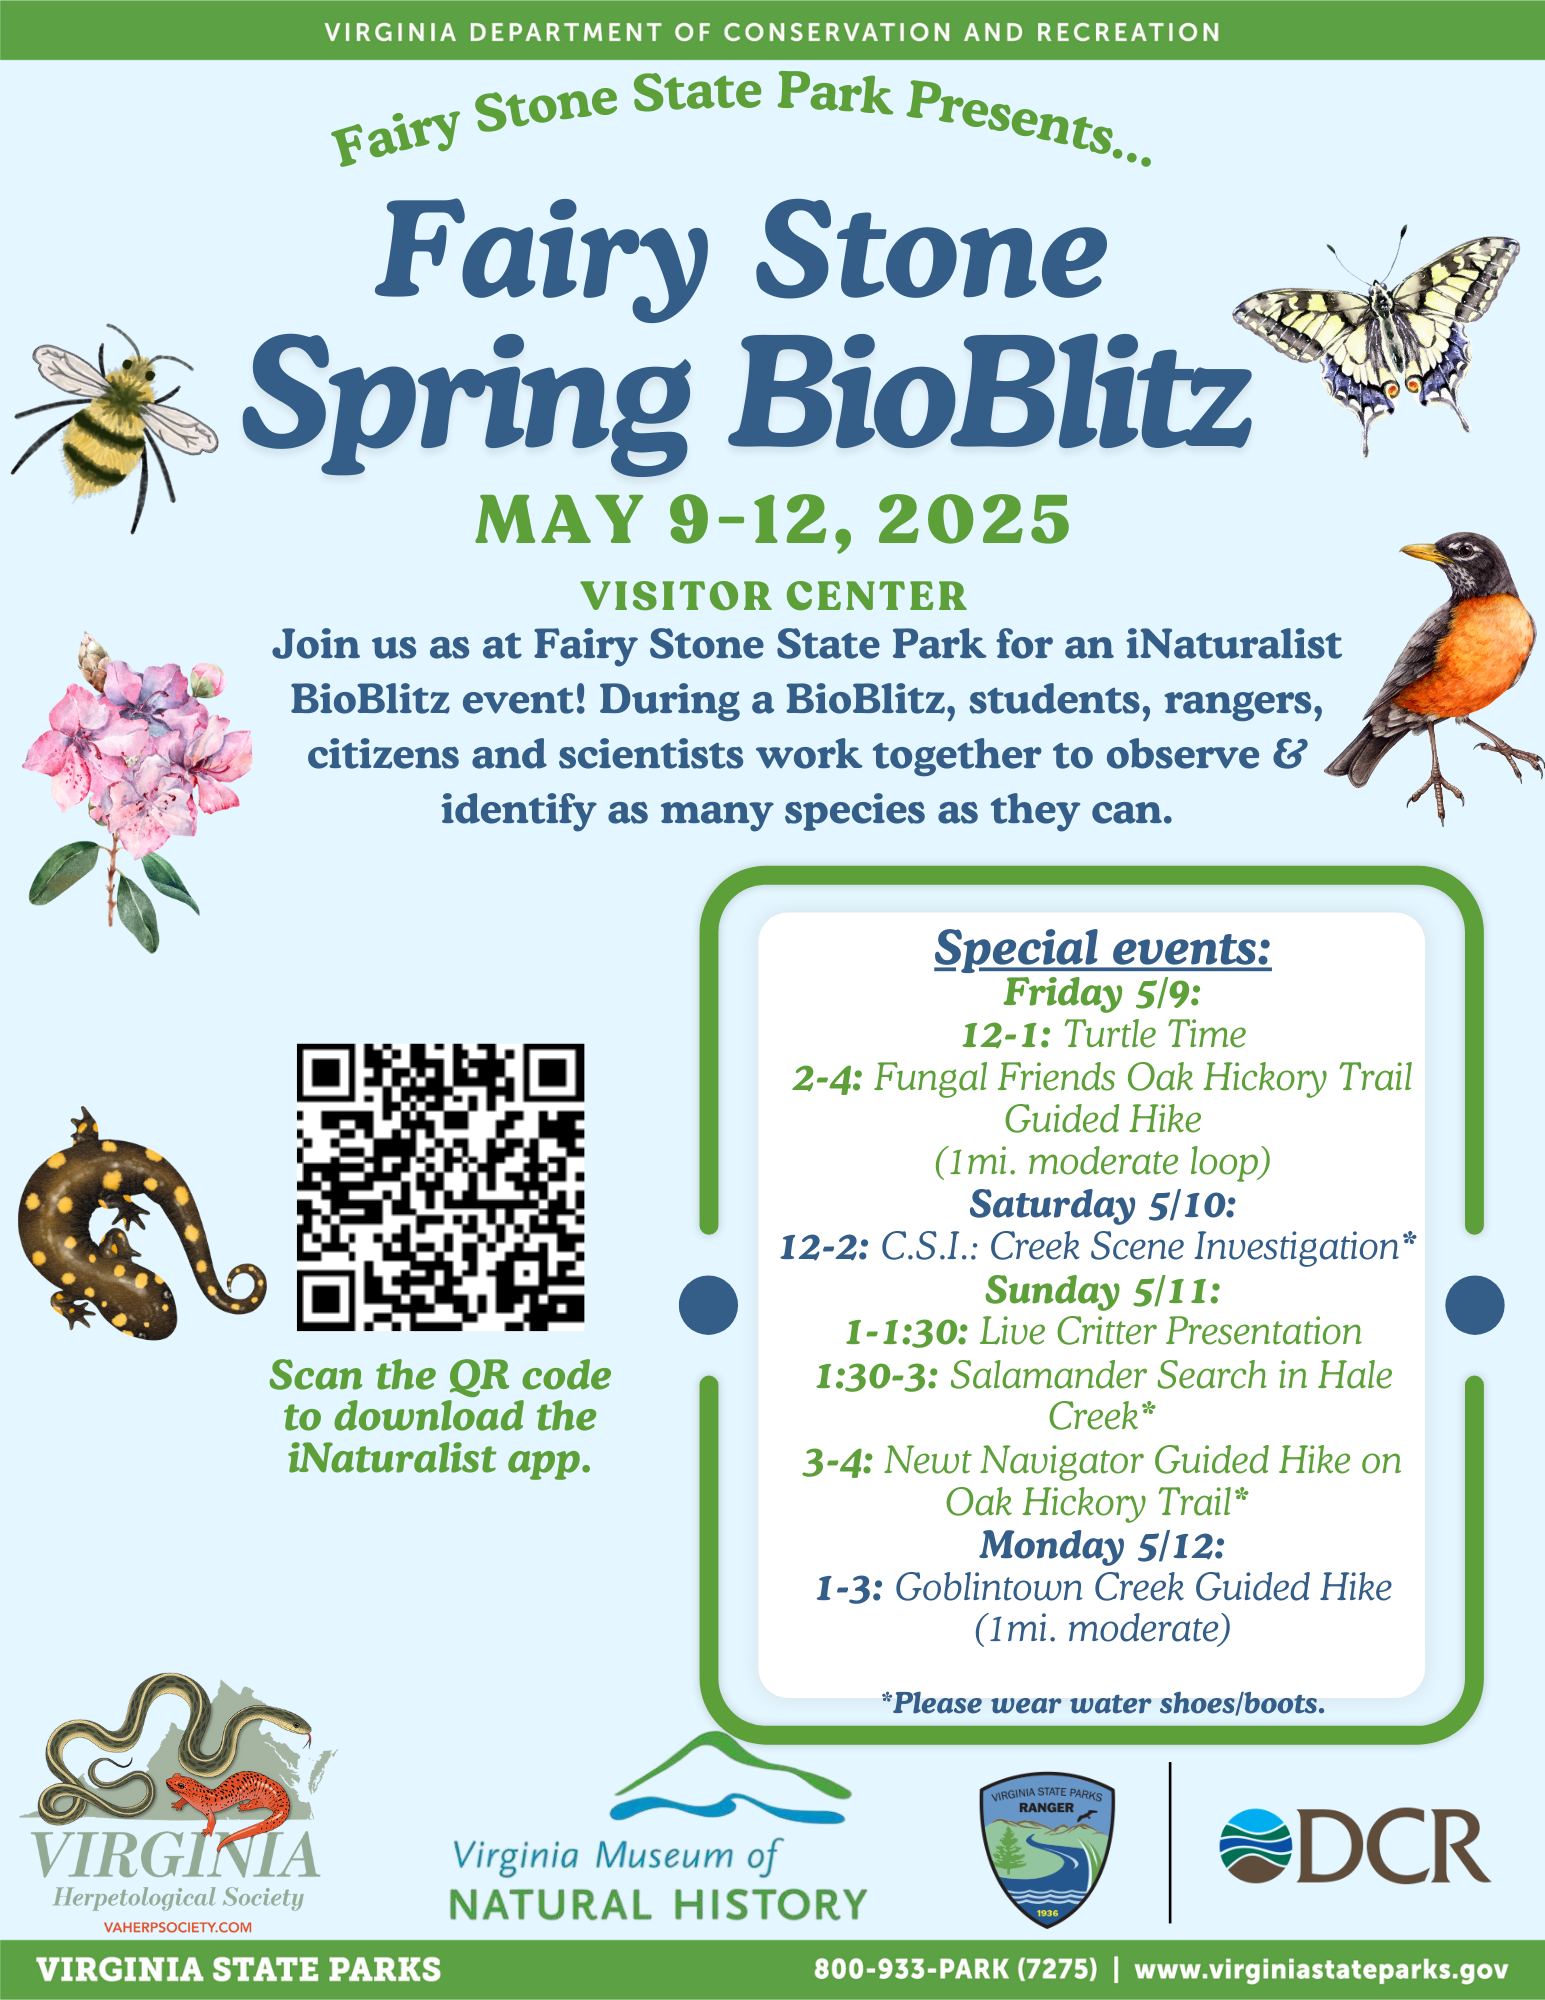 VIRGINIA DEPARTMENT OF CONSERVATION AND RECREATION
Fairy Stone State Park Presents...
Fairy Stone
Spring BioBlitz
MAY 9-12, 2025
VISITOR CENTER
Join us as at Fairy Stone State Park for an iNaturalist
BioBlitz event! During a BioBlitz, students, rangers,
citizens and scientists work together to observe &
identify as many species as they can.
Special events:
Friday 5/9:
12-1: Turtle Time
2-4: Fungal Friends Oak Hickory Trail
Guided Hike
(1mi. moderate loop)
Saturday 5/10:
12-2: C.S.I.: Creek Scene Investigation*
Sunday 5/11:
1-1:30: Live Critter Presentation
1:30-3: Salamander Search in Hale
Creek*
3-4: Newt Navigator Guided Hike on
Oak Hickory Trail*
Monday 5/12:
1-3: Goblintown Creek Guided Hike
(1mi. moderate)
*Please wear water shoes/boots.
Scan the QR code
to download the
iNaturalist app.
VIRGINIA
Herpetological Society
VAHERPSOCIETY.COM
Virginia Museum of
NATURAL HISTORY
VIRGINIA STATE PARKS
RANGER
1936
DCR
VIRGINIA STATE PARKS
800-933-PARK (7275) | www.virginiastateparks.gov